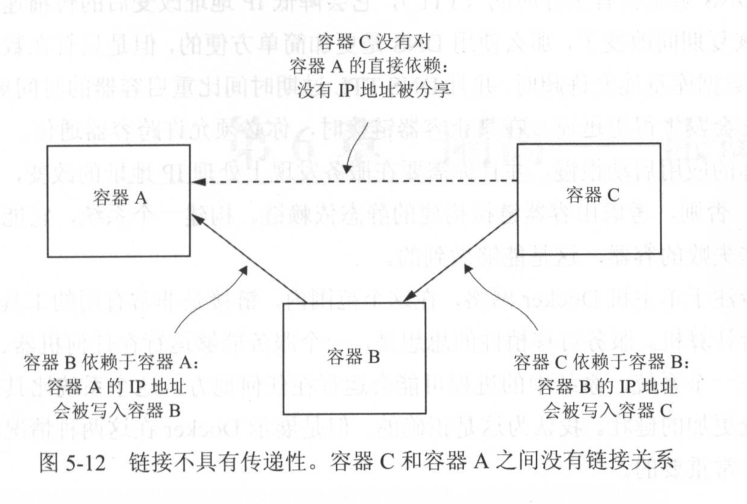 容器 C 没有对
容器 A 的直接依赖：
没有 IP 地址被分享
容器 A
容器 C
容器 B
容器 B 依赖于容器 A：
容器 A 的 IP 地址
会被写入容器 B
容器 C 依赖于容器 B：
容器 B 的 IP 地址
会被写入容器 C
图 5-12 链接不具有传递性。容器 C 和容器 A 之间没有链接关系